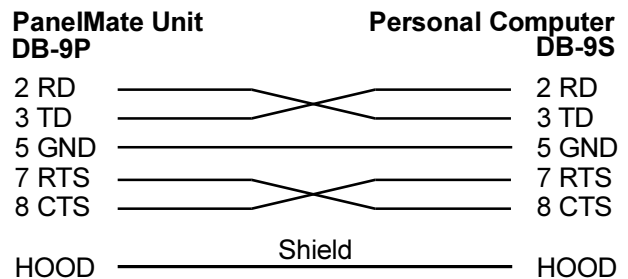 PanelMate Unit Personal Computer
DB-9P DB-9S
2 RD 2 RD
3 TD 3 TD
5 GND 5 GND
7 RTS 7 RTS
8 CTS 8 CTS
Shield
HOOD HOOD